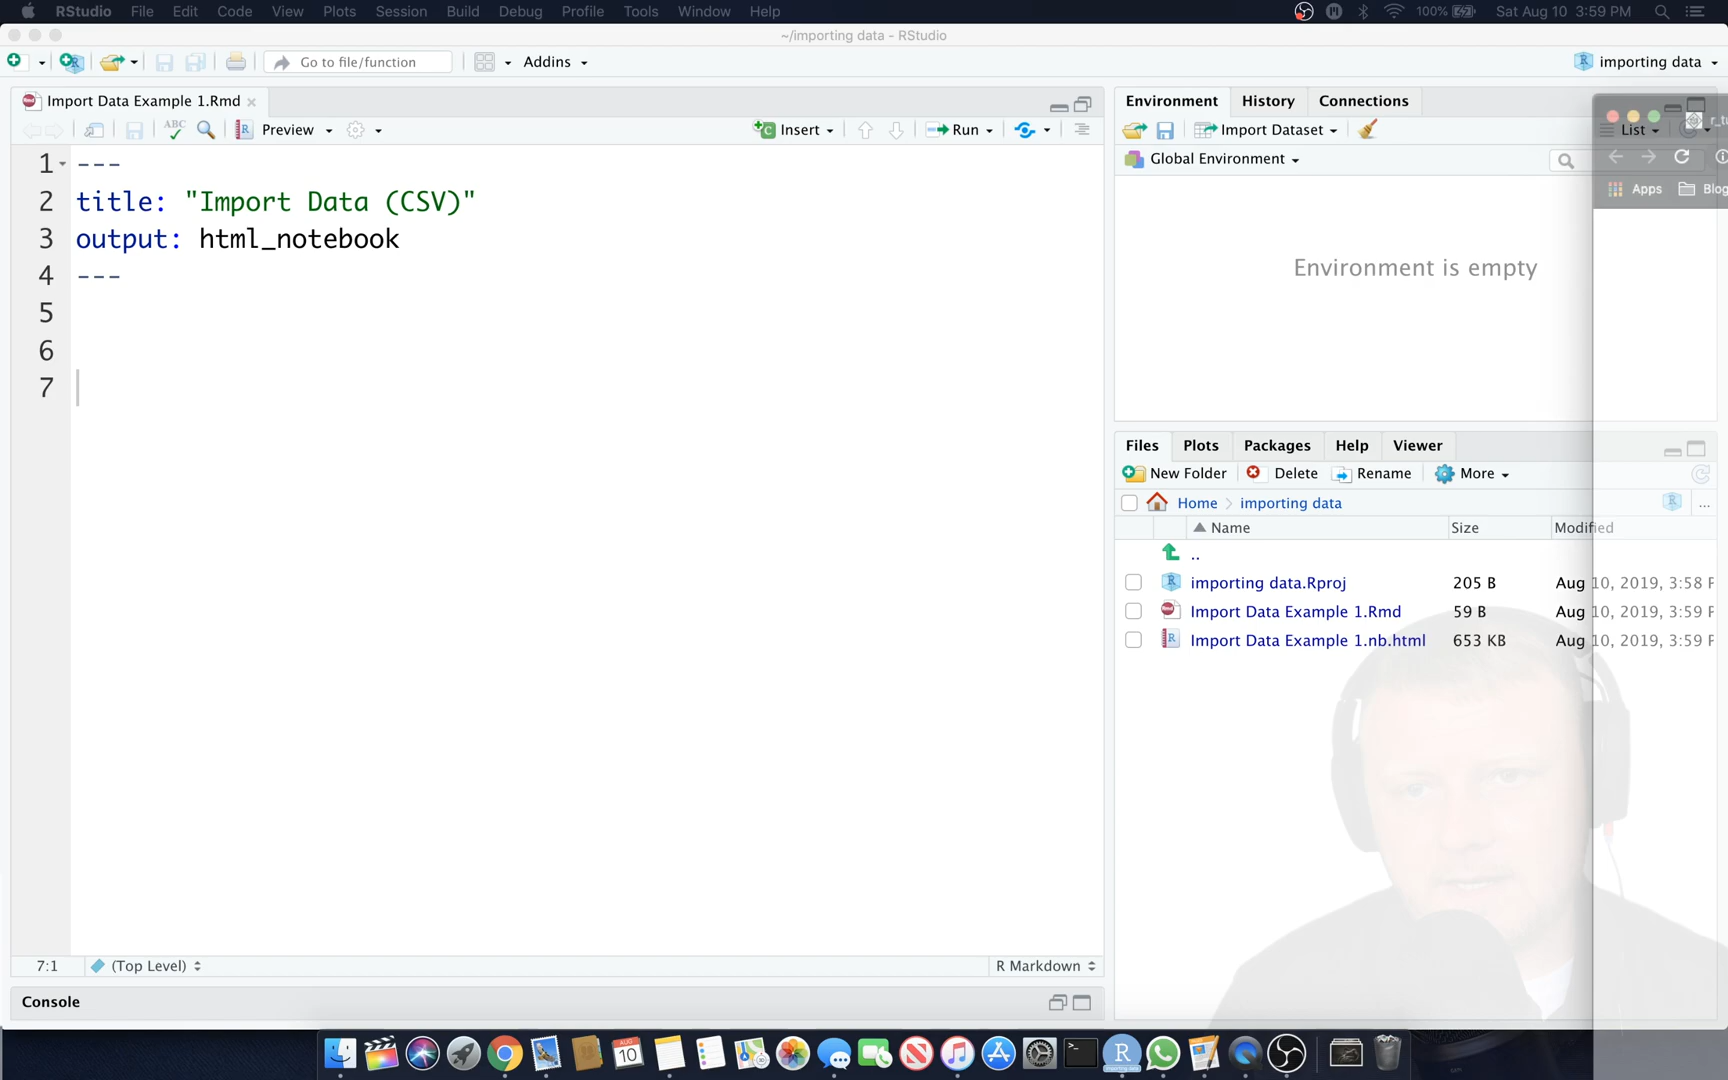 RStudio File Edit Code View Plots Session Build Debug Profile Tools Window Help 100% Sat Aug 10 3:59 PM
~/importing data - RStudio
Go to file/function Addins importing data
Import Data Example 1.Rmd Environment History Connections
ABC Preview Insert Run Import Dataset List
Global Environment
Apps
1 ---
2 title: "Import Data (CSV)"
3 output: html_notebook
4 ---
5
6
7
Environment is empty
Files Plots Packages Help Viewer
New Folder Delete Rename More
Home importing data ...
Name Size Modified
..
importing data.Rproj 205 B Aug 10, 2019, 3:58 P
Import Data Example 1.Rmd 59 B Aug 10, 2019, 3:59 P
Import Data Example 1.nb.html 653 KB Aug 10, 2019, 3:59 P
7:1 (Top Level) R Markdown
Console